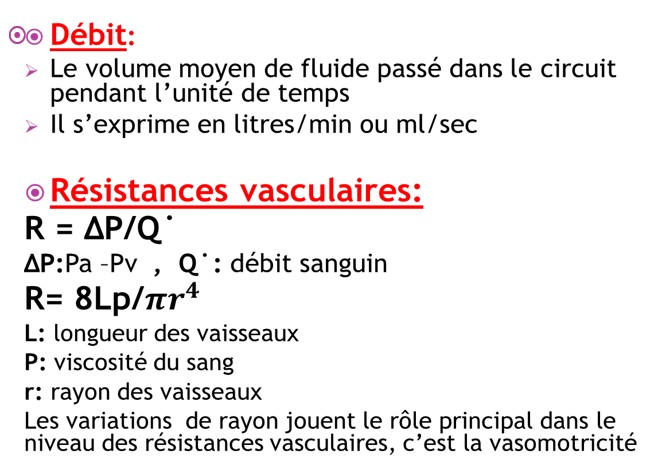 Débit:
Le volume moyen de fluide passé dans le circuit
pendant l’unité de temps
Il s’exprime en litres/min ou ml/sec
Résistances vasculaires:
R = ΔP/Q˙
ΔP:Pa –Pv , Q˙: débit sanguin
R= 8Lp/πr⁴
L: longueur des vaisseaux
P: viscosité du sang
r: rayon des vaisseaux
Les variations de rayon jouent le rôle principal dans le
niveau des résistances vasculaires, c’est la vasomotricité